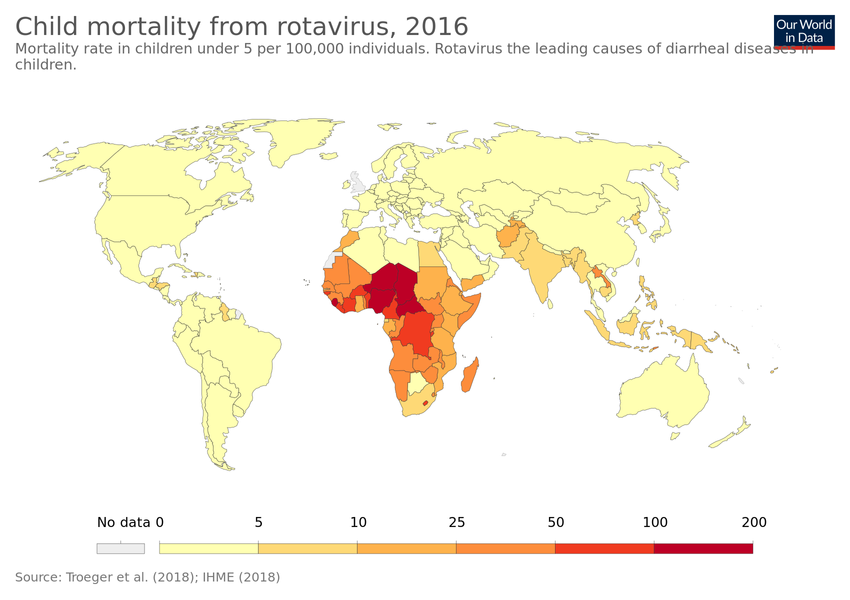 Child mortality from rotavirus, 2016
Our World
in Data
Mortality rate in children under 5 per 100,000 individuals. Rotavirus the leading causes of diarrheal diseases in
children.
No data 0 5 10 25 50 100 200
Source: Troeger et al. (2018); IHME (2018)